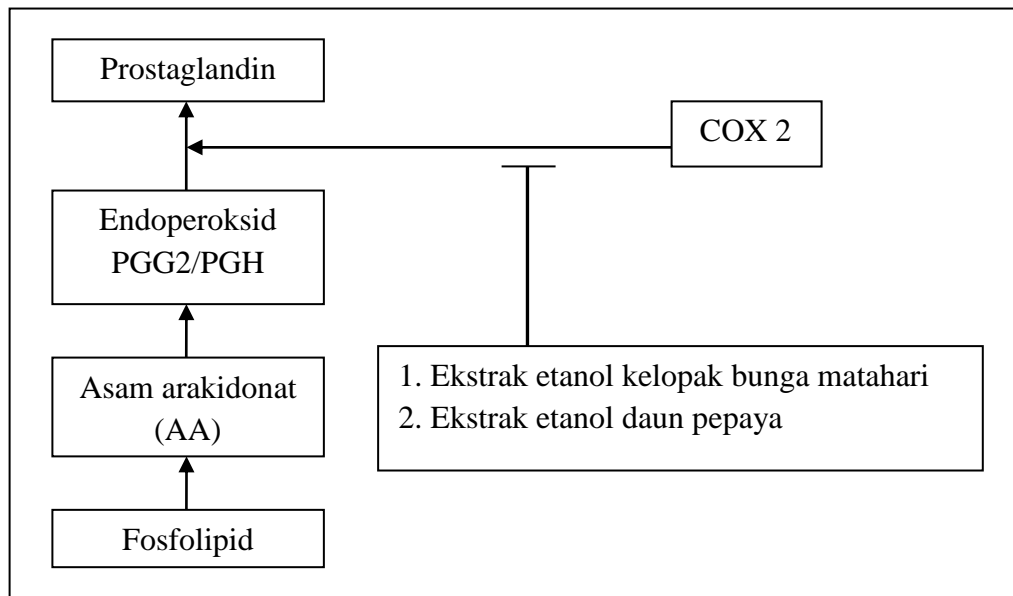 Prostaglandin
COX 2
Endoperoksid
PGG2/PGH
Asam arakidonat
(AA)
1. Ekstrak etanol kelopak bunga matahari
2. Ekstrak etanol daun pepaya
Fosfolipid